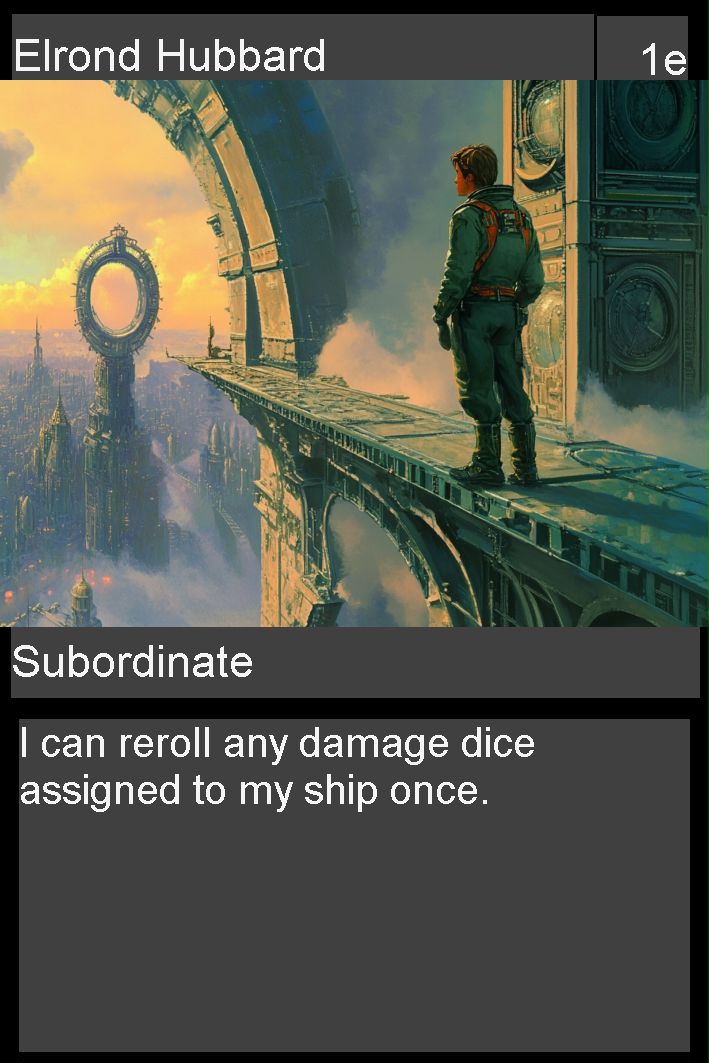 Elrond Hubbard
1e
Subordinate
I can reroll any damage dice
assigned to my ship once.